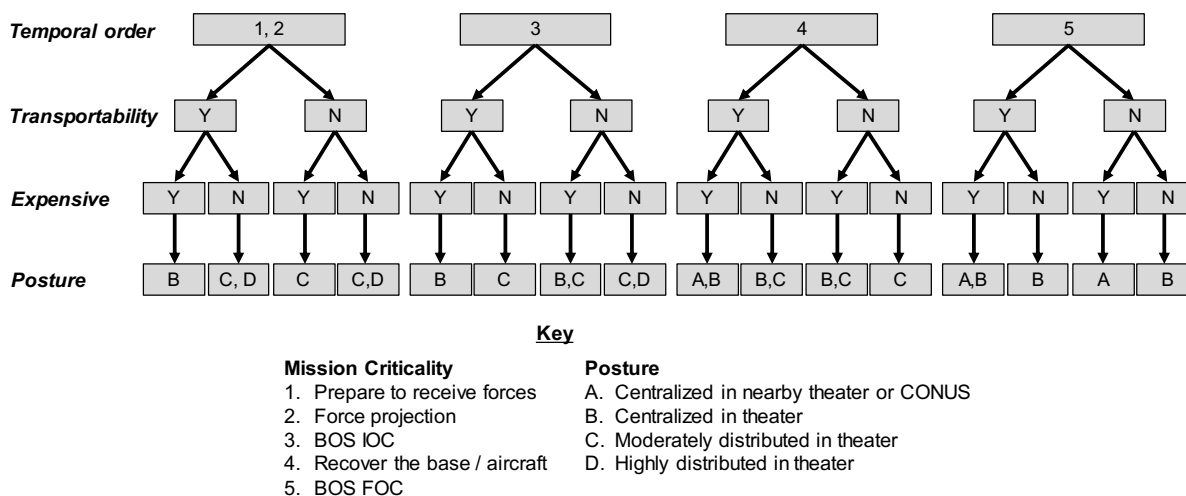 Temporal order 1, 2 3 4 5
Transportability Y N Y N Y N Y N
Expensive Y N Y N Y N Y N Y N Y N Y N Y N
Posture B C, D C C,D B C B,C C,D A,B B,C B,C C A,B B A B
Key
Mission Criticality
1. Prepare to receive forces
2. Force projection
3. BOS IOC
4. Recover the base / aircraft
5. BOS FOC
Posture
A. Centralized in nearby theater or CONUS
B. Centralized in theater
C. Moderately distributed in theater
D. Highly distributed in theater